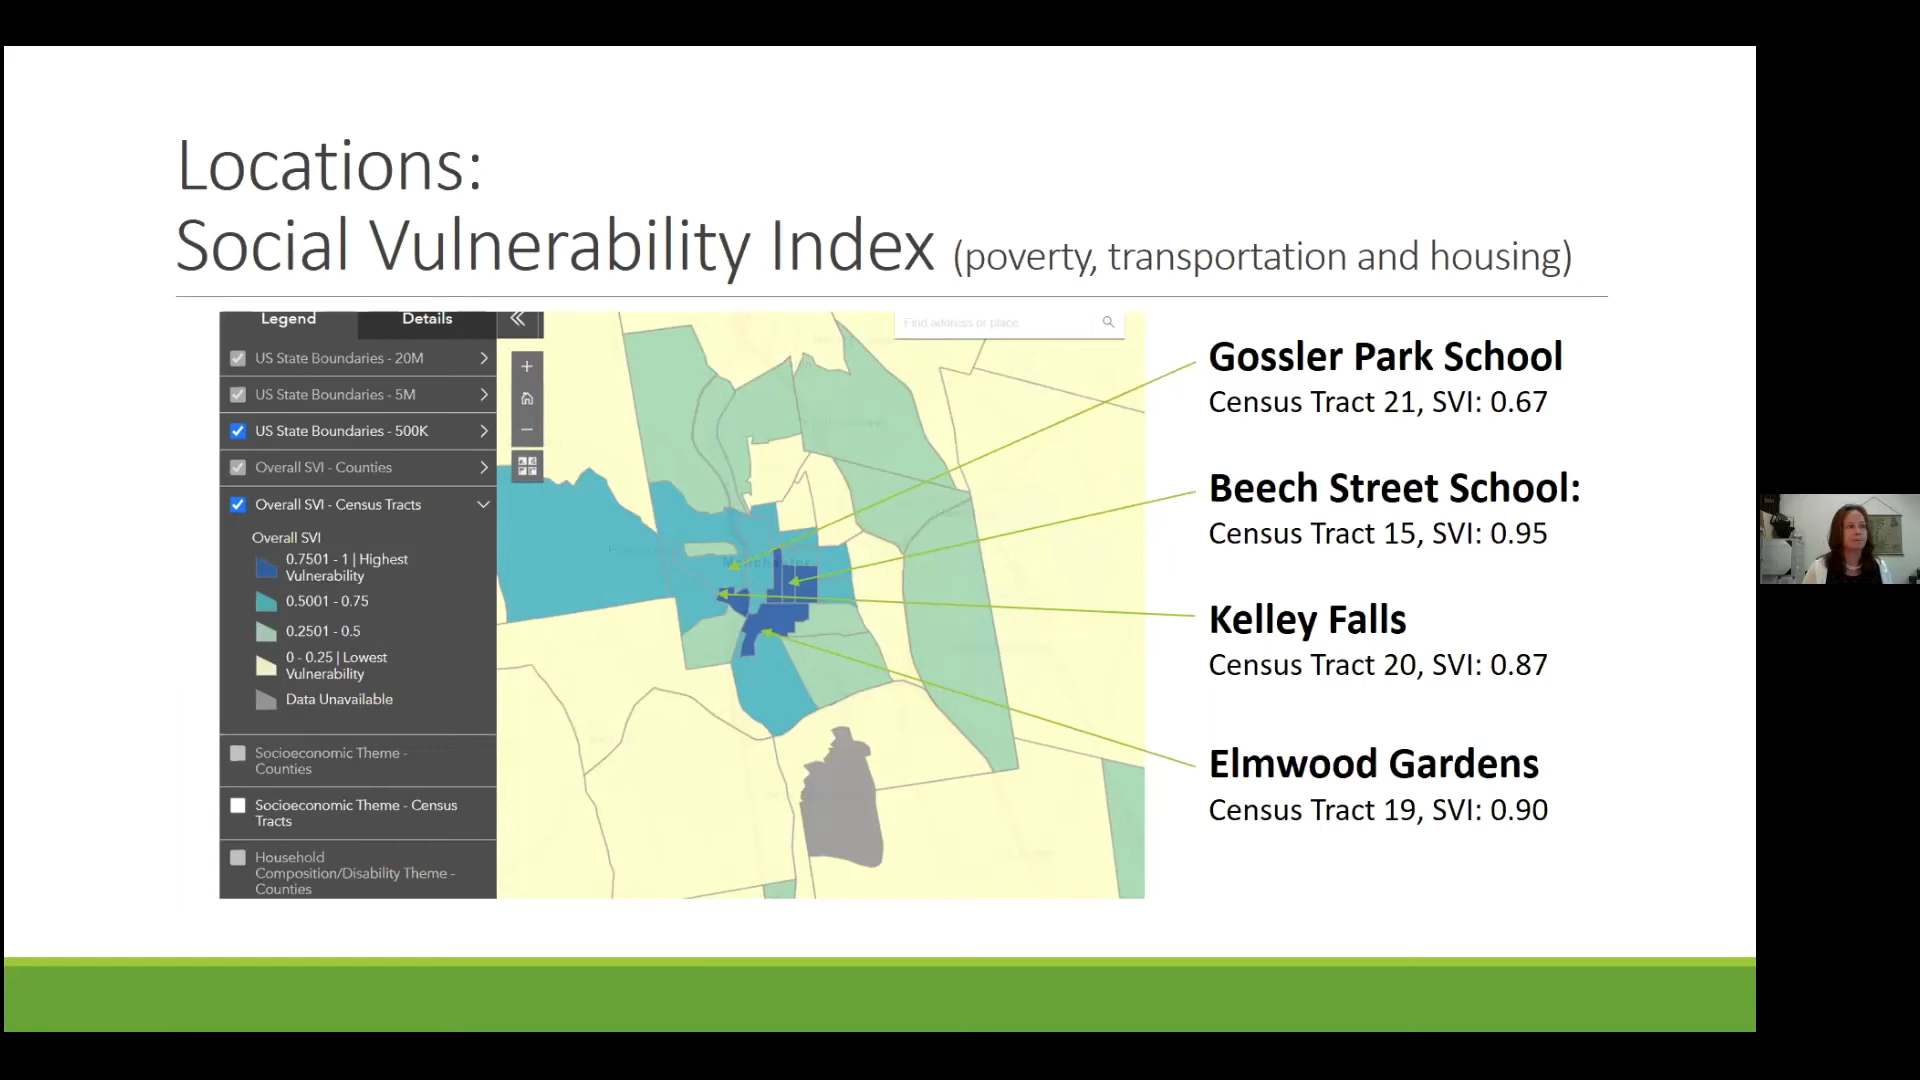 Locations:
Social Vulnerability Index (poverty, transportation and housing)
Legend
Details
Find address or place
US State Boundaries - 20M
US State Boundaries - 5M
US State Boundaries - 500K
Overall SVI - Counties
Overall SVI - Census Tracts
Overall SVI
0.7501 - 1 | Highest
Vulnerability
0.5001 - 0.75
0.2501 - 0.5
0 - 0.25 | Lowest
Vulnerability
Data Unavailable
Socioeconomic Theme -
Counties
Socioeconomic Theme - Census
Tracts
Household
Composition/Disability Theme -
Counties
Manchester
Gossler Park School
Census Tract 21, SVI: 0.67
Beech Street School:
Census Tract 15, SVI: 0.95
Kelley Falls
Census Tract 20, SVI: 0.87
Elmwood Gardens
Census Tract 19, SVI: 0.90